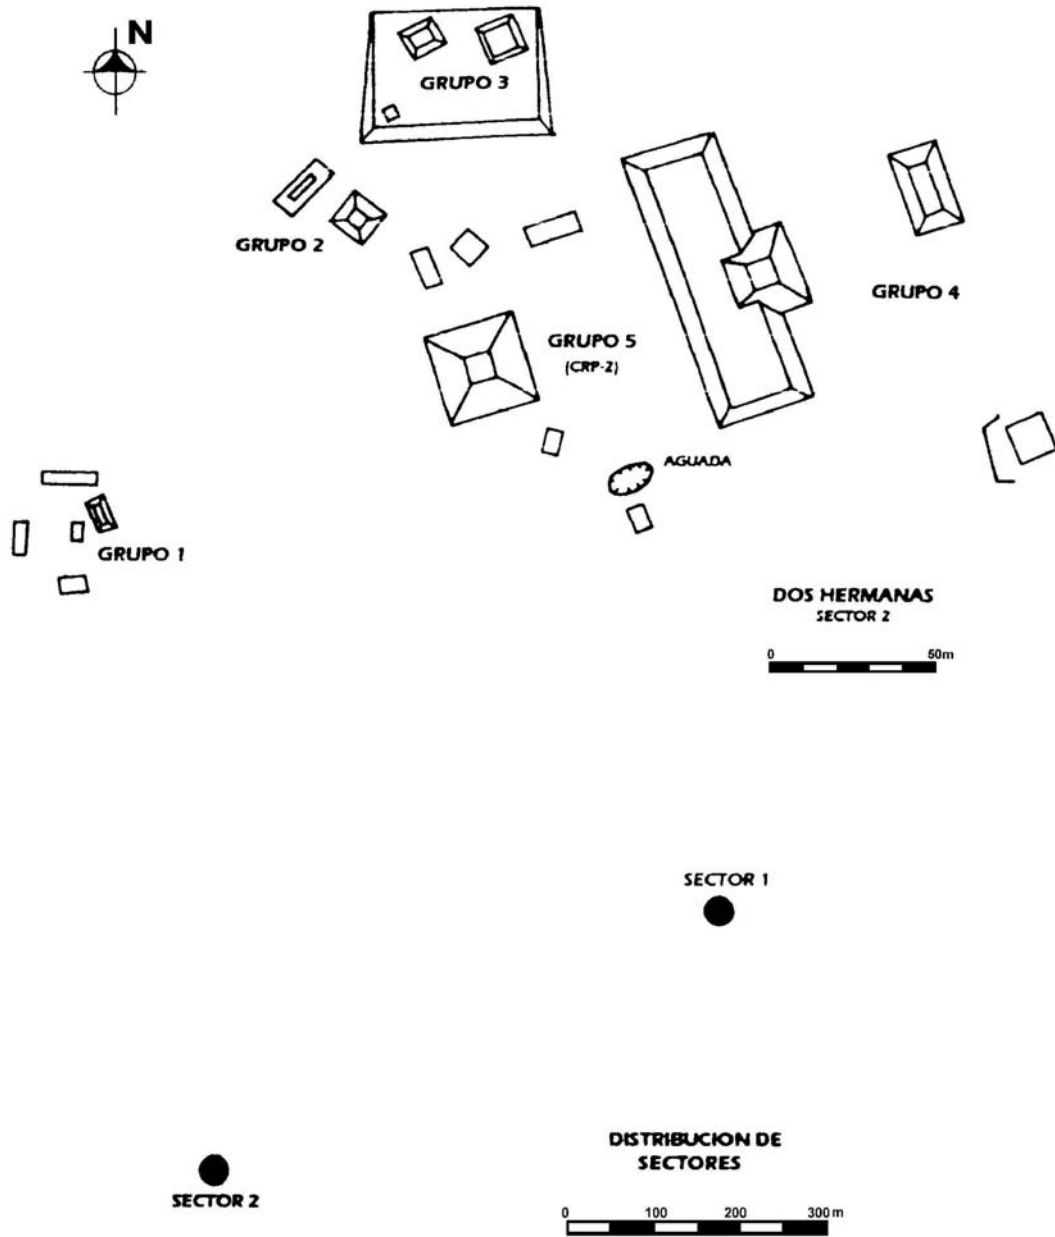 N
GRUPO 3
GRUPO 2
GRUPO 4
GRUPO 5
(CRP-2)
AGUADA
GRUPO 1
DOS HERMANAS
SECTOR 2
0 50m
SECTOR 1
DISTRIBUCION DE
SECTORES
SECTOR 2
0 100 200 300 m